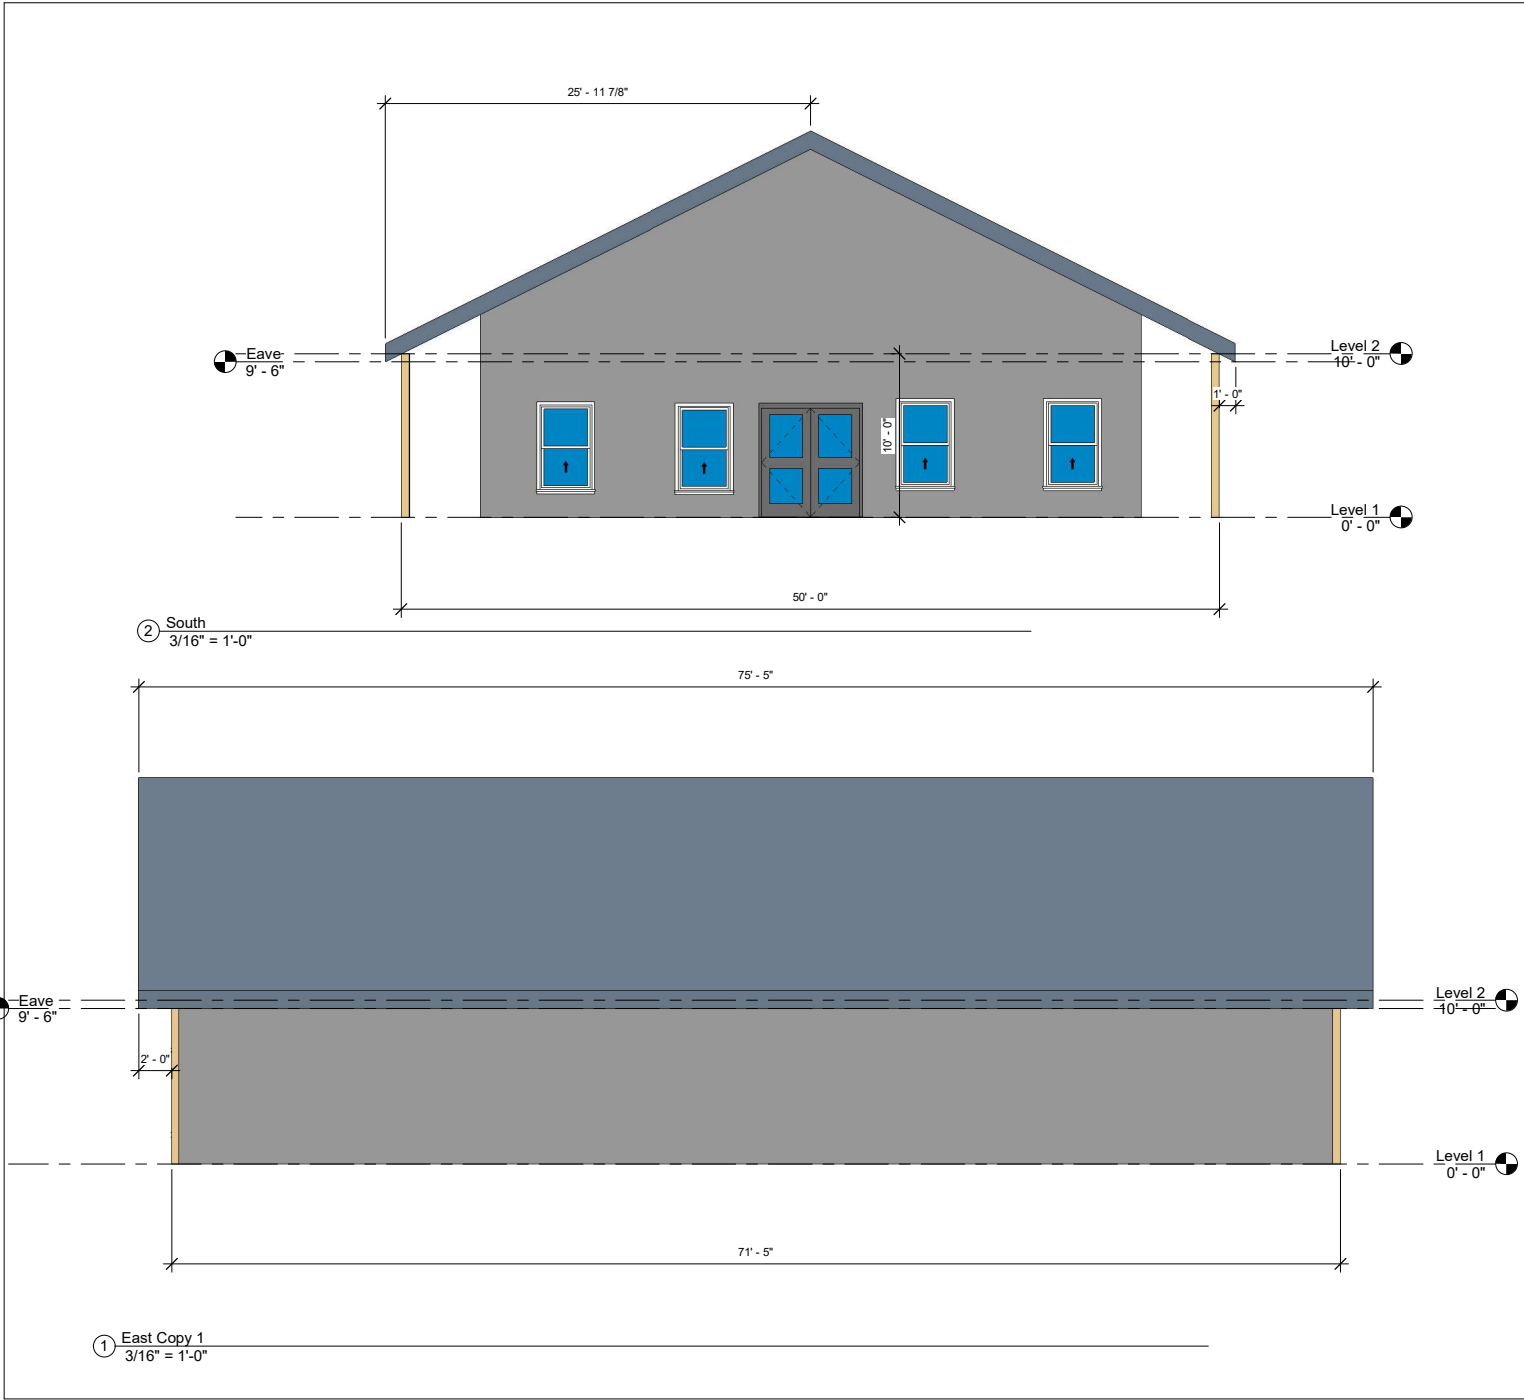 25' - 11 7/8"
Eave
9' - 6"
Level 2
10' - 0"
1' - 0"
10' - 0"
Level 1
0' - 0"
50' - 0"
2 South
3/16" = 1'-0"
75' - 5"
Eave
9' - 6"
Level 2
10' - 0"
2' - 0"
Level 1
0' - 0"
71' - 5"
1 East Copy 1
3/16" = 1'-0"